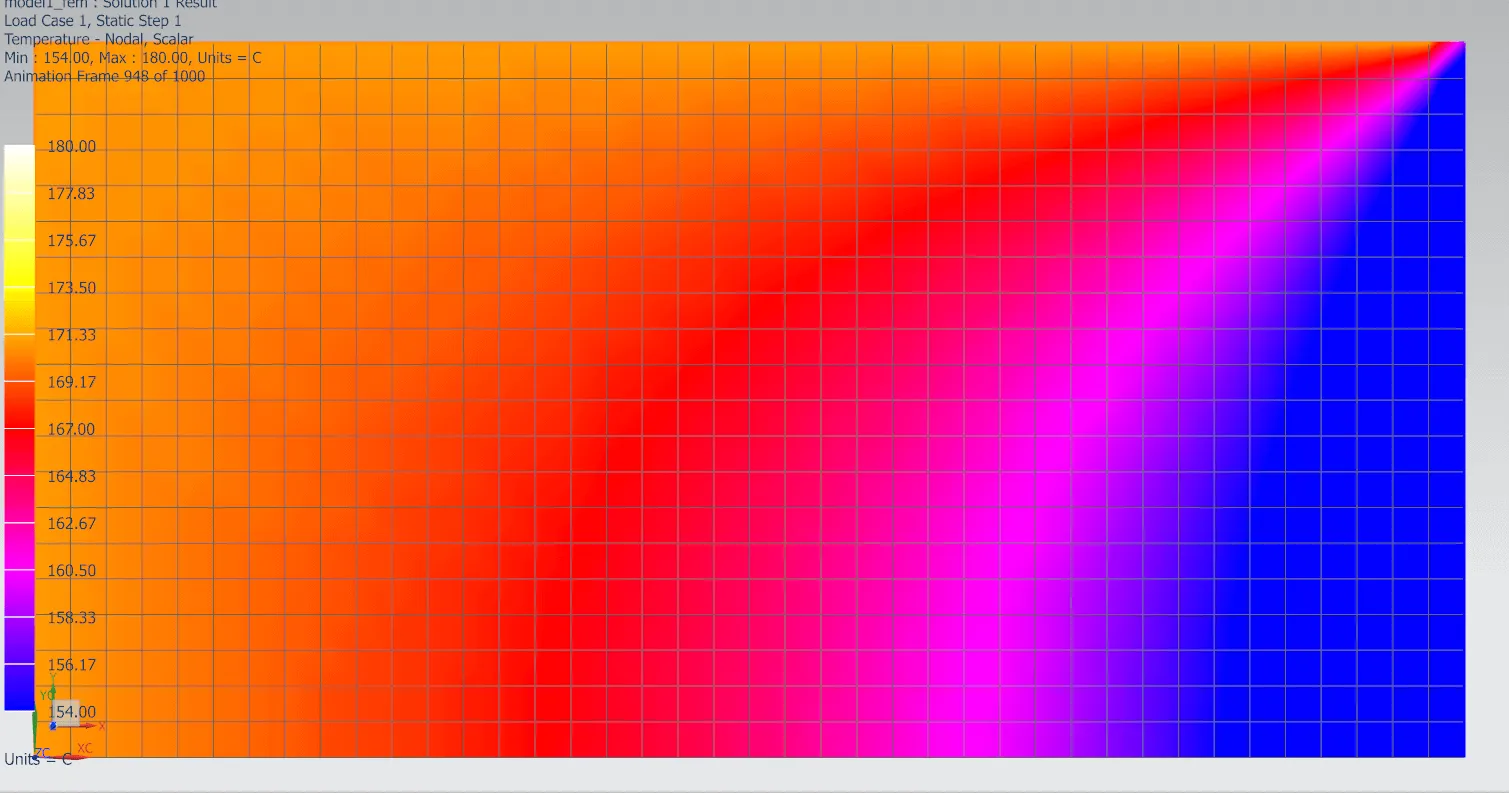 model1_fem : Solution 1 Result
Load Case 1, Static Step 1
Temperature - Nodal, Scalar
Min : 154.00, Max : 180.00, Units = C
Animation Frame 948 of 1000
180.00
177.83
175.67
173.50
171.33
169.17
167.00
164.83
162.67
160.50
158.33
156.17
Y
YC
154.00
X
XC
ZC
Units = C